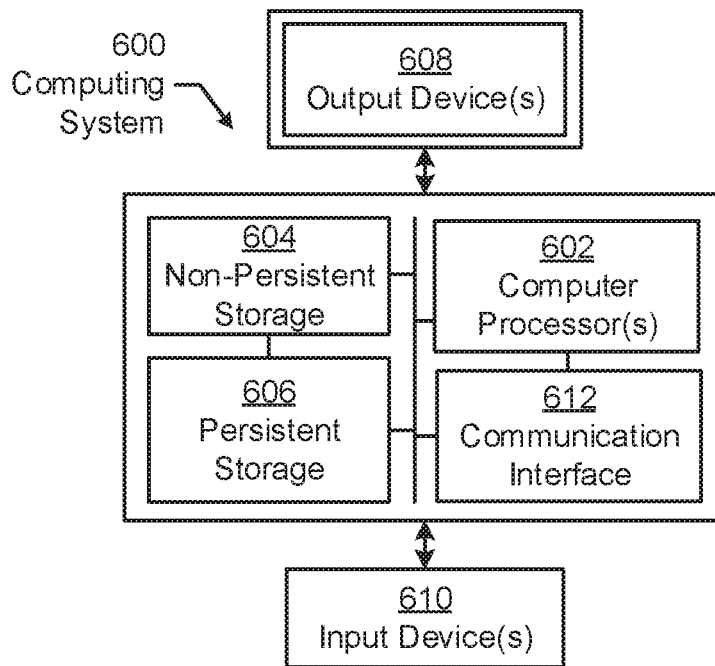 600
Computing
System
608
Output Device(s)
604
Non-Persistent
Storage
602
Computer
Processor(s)
606
Persistent
Storage
612
Communication
Interface
610
Input Device(s)